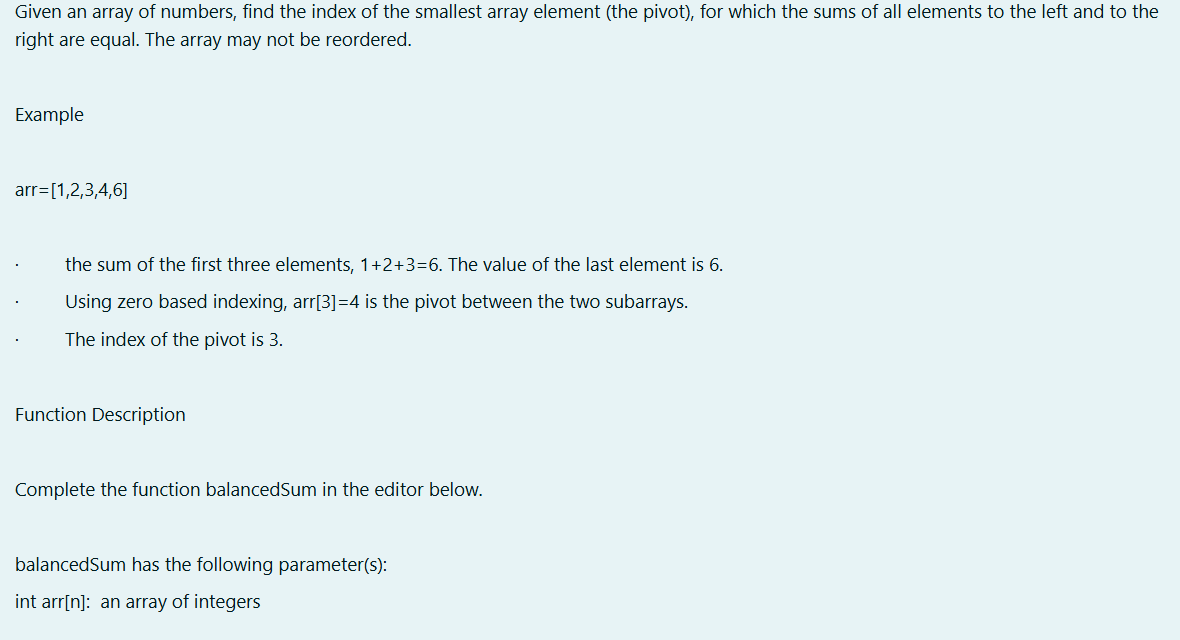 Given an array of numbers, find the index of the smallest array element (the pivot), for which the sums of all elements to the left and to the
right are equal. The array may not be reordered.
Example
arr=[1,2,3,4,6]
· the sum of the first three elements, 1+2+3=6. The value of the last element is 6.
· Using zero based indexing, arr[3]=4 is the pivot between the two subarrays.
· The index of the pivot is 3.
Function Description
Complete the function balancedSum in the editor below.
balancedSum has the following parameter(s):
int arr[n]: an array of integers